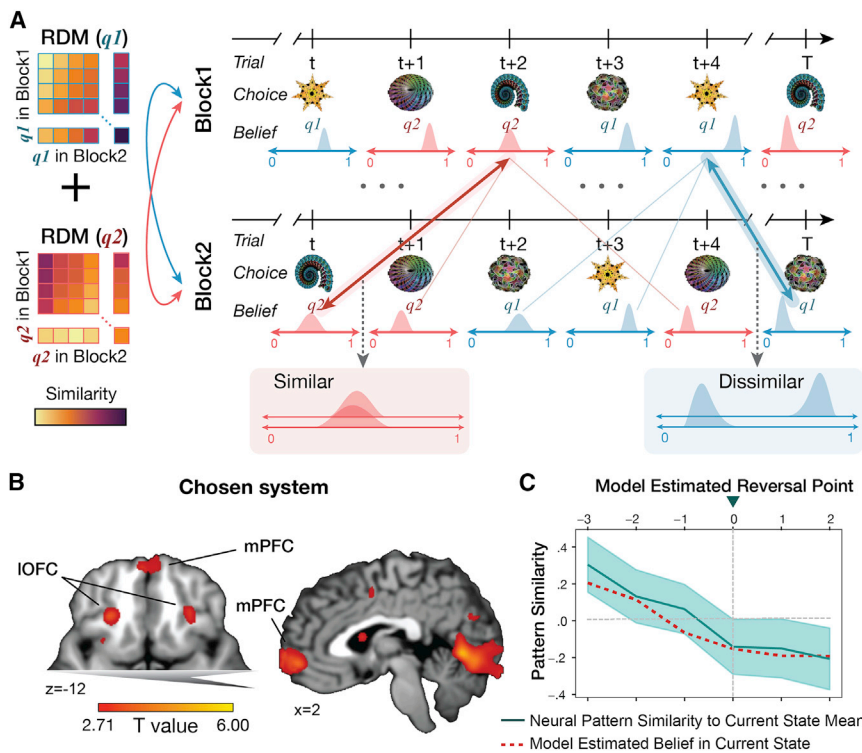 A
RDM (q1)
q1 in Block1
q1 in Block2
+
RDM (q2)
q2 in Block1
q2 in Block2
Similarity
Block1
Trial t t+1 t+2 t+3 t+4 T
Choice
Belief q1 q2 q2 q1 q1 q2
0 1 0 1 0 1 0 1 0 1 0 1
Block2
Trial t t+1 t+2 t+3 t+4 T
Choice
Belief q2 q2 q1 q1 q2 q1
0 1 0 1 0 1 0 1 0 1 0 1
Similar
0 1
Dissimilar
0 1
B
Chosen system
mPFC
lOFC
mPFC
z=-12
x=2
2.71 T value 6.00
C
Model Estimated Reversal Point
-3 -2 -1 0 1 2
Pattern Similarity
.4
.2
.0
-.2
-.4
Neural Pattern Similarity to Current State Mean
Model Estimated Belief in Current State